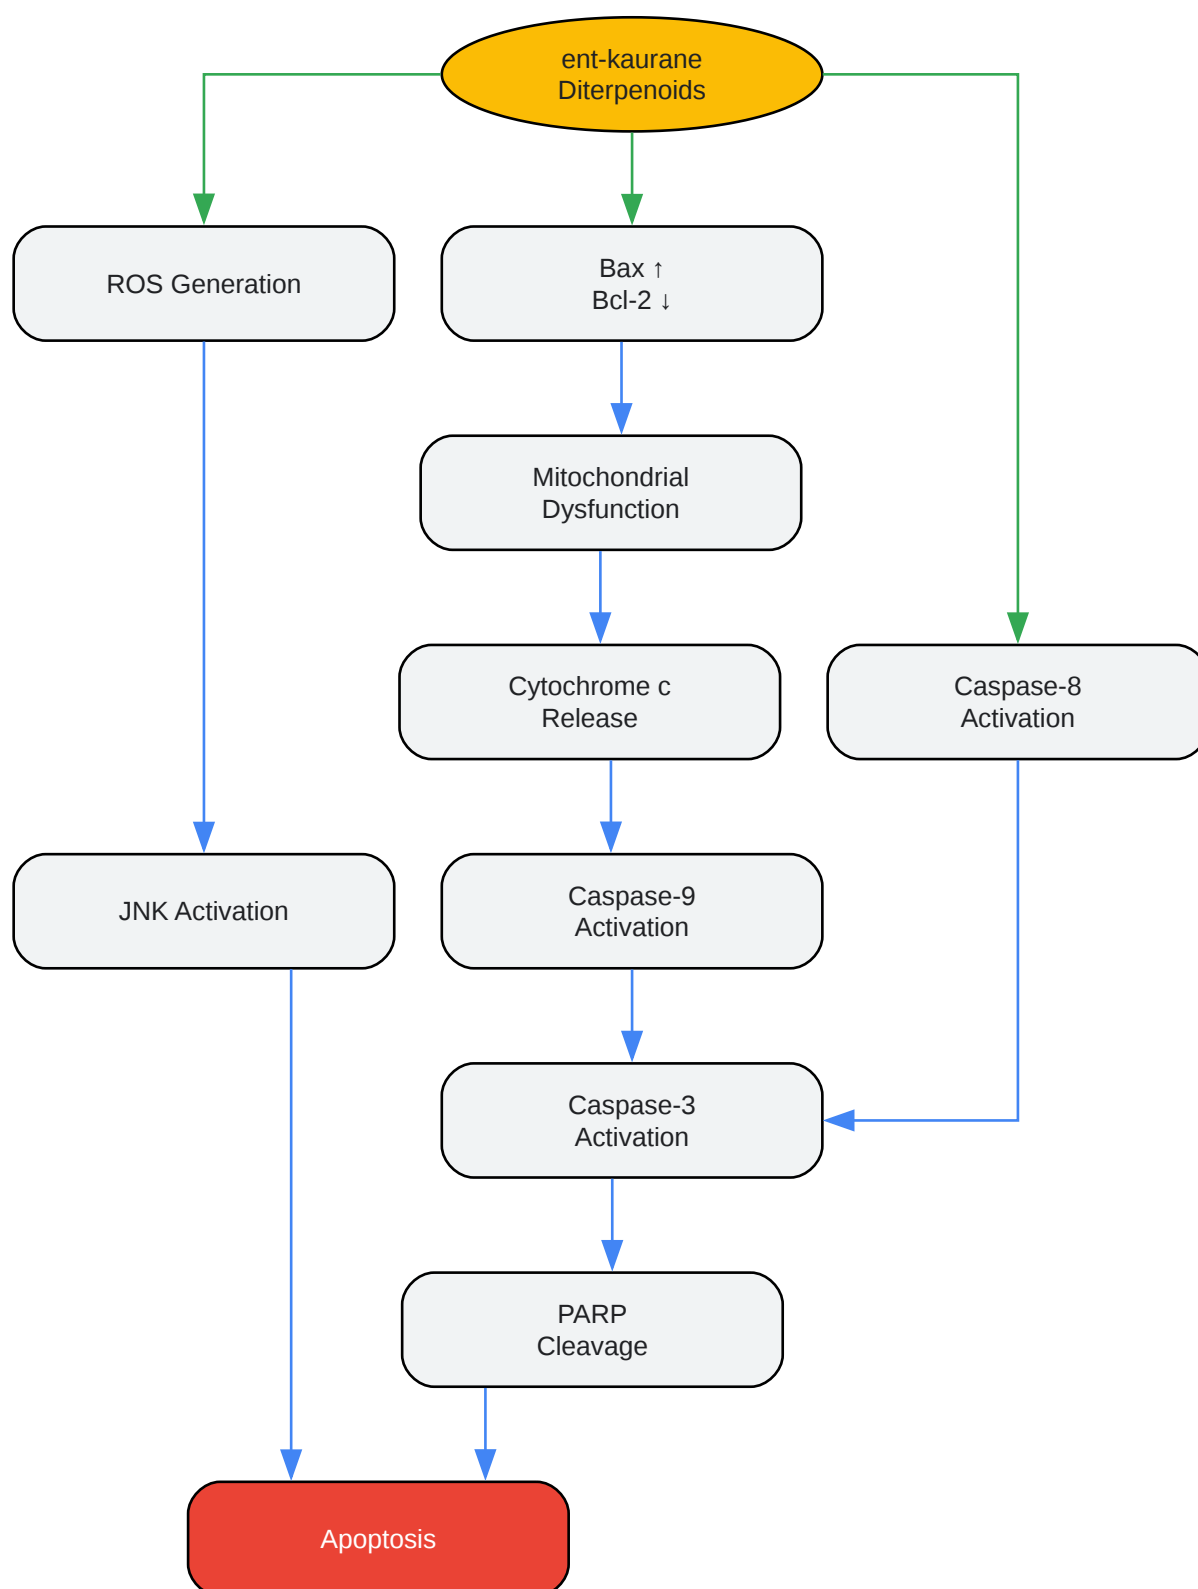 ent-kaurane
Diterpenoids
ROS Generation
Bax ↑
Bcl-2 ↓
Mitochondrial
Dysfunction
Cytochrome c
Release
Caspase-8
Activation
JNK Activation
Caspase-9
Activation
Caspase-3
Activation
PARP
Cleavage
Apoptosis